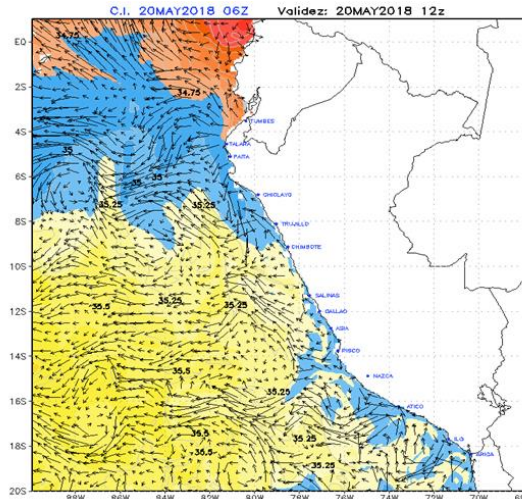 C.I. 20MAY2018 06Z Validez: 20MAY2018 12z
34.75
EQ
2S
34.75
TUMBES
4S
TALARA
35
PAITA
6S
35
CHICLAYO
35.25
35.25
8S
TRUJILLO
CHIMBOTE
10S
SALINAS
35.25
35.25
35.5
12S
CALLAO
ASIA
PISCO
14S
35.5
NAZCA
35.25
16S
ATICO
35.5
35.25
ILO
18S
35.5
ARICA
35.25
20S
88W 86W 84W 82W 80W 78W 76W 74W 72W 70W